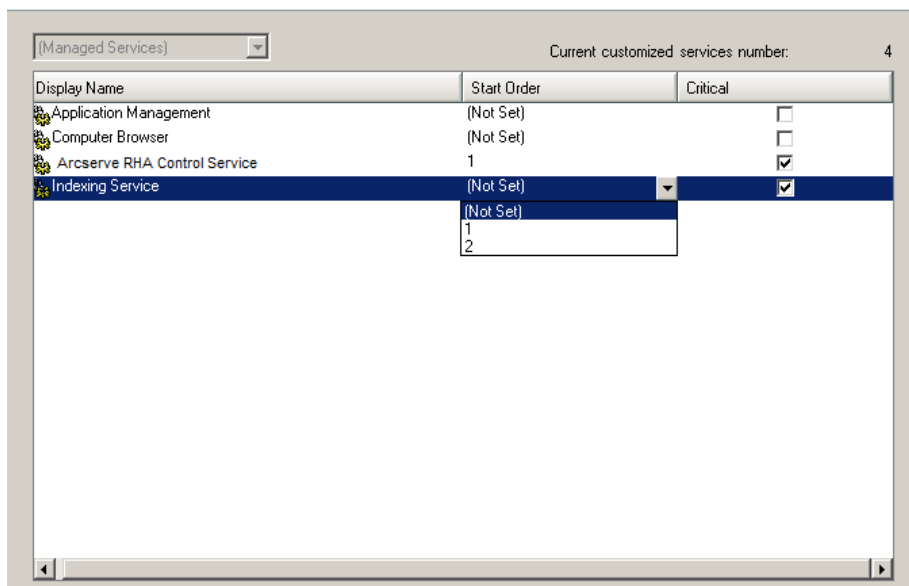 (Managed Services) Current customized services number: 4
Display Name Start Order Critical
Application Management (Not Set)
Computer Browser (Not Set)
Arcserve RHA Control Service 1
Indexing Service (Not Set)
(Not Set)
1
2